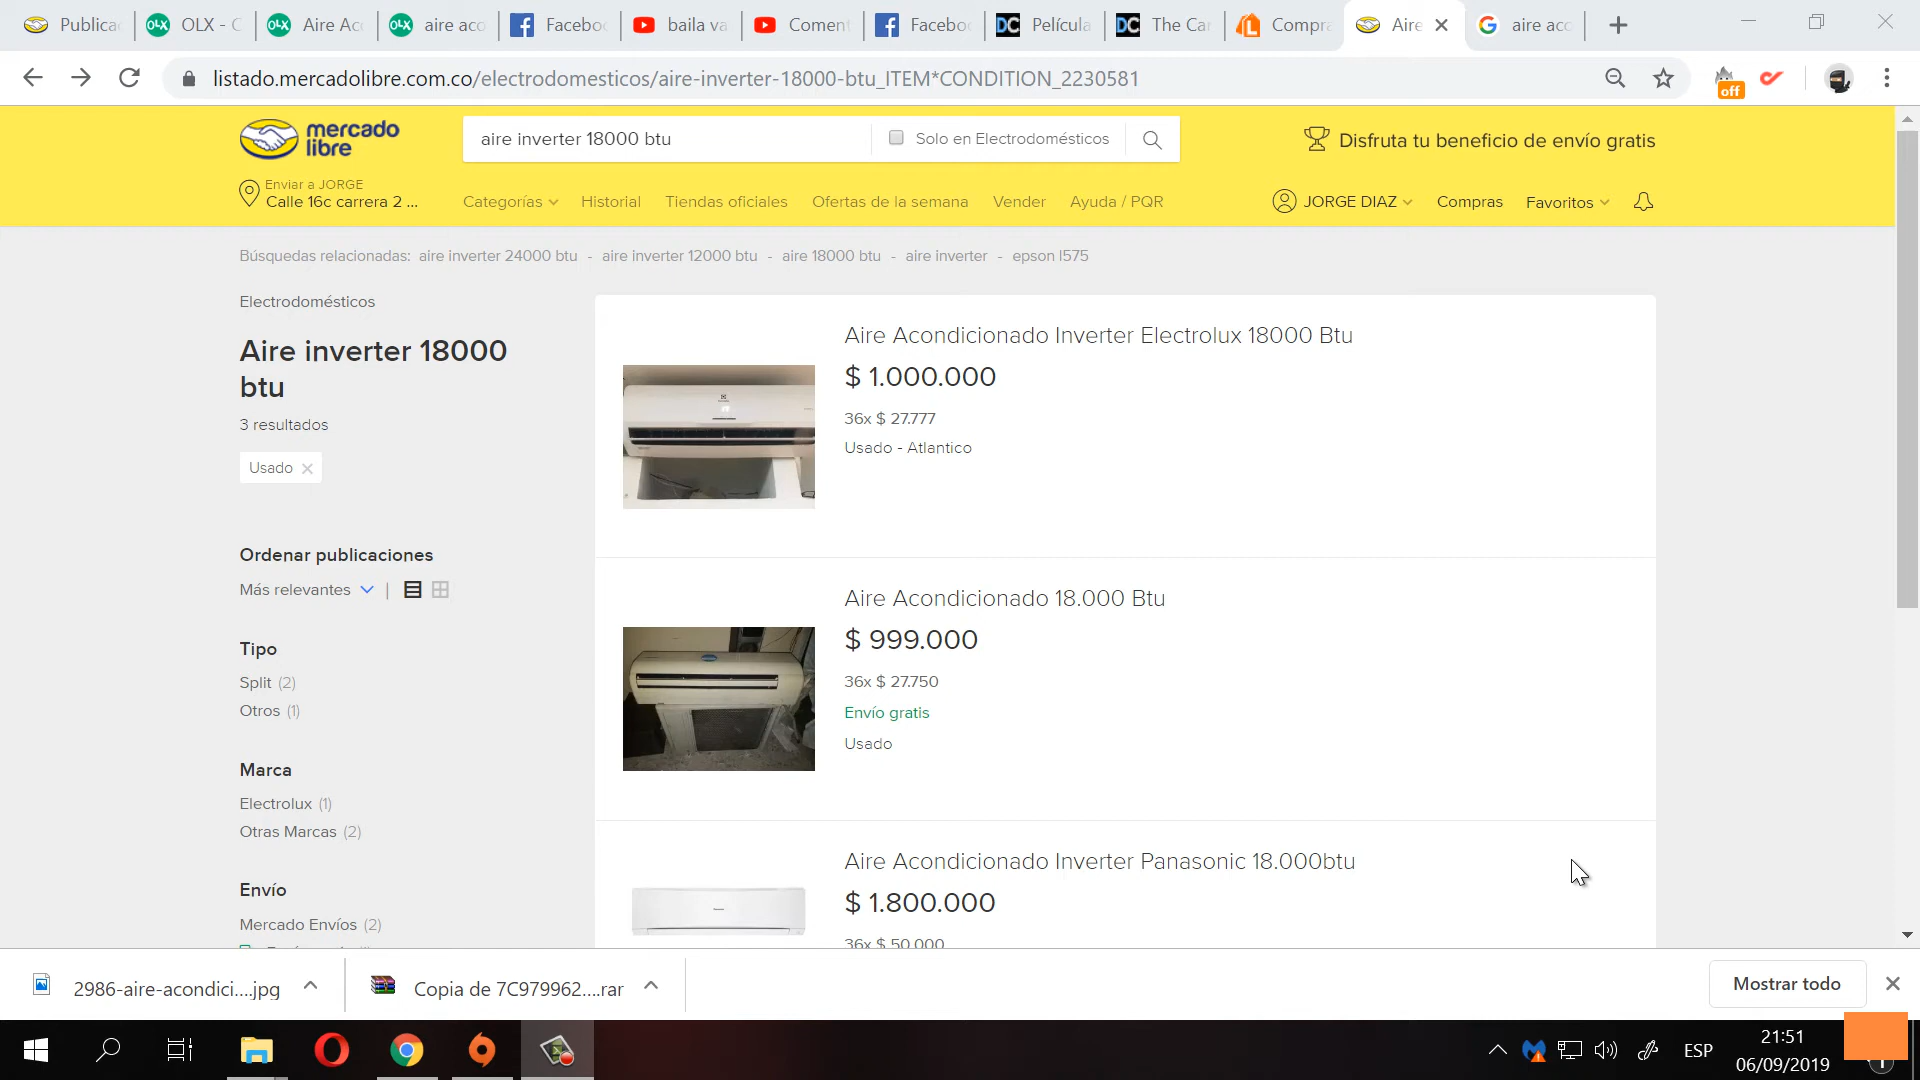 Publica
OLX - C
Aire Ac
aire aco
Facebo
baila va
Coment
Facebo
DC
Película
DC
The Car
Compra
Aire
aire aco
listado.mercadolibre.com.co/electrodomesticos/aire-inverter-18000-btu_ITEM*CONDITION_2230581
off
mercado
libre
aire inverter 18000 btu
Solo en Electrodomésticos
Disfruta tu beneficio de envío gratis
Enviar a JORGE
Calle 16c carrera 2 ...
Categorías
Historial
Tiendas oficiales
Ofertas de la semana
Vender
Ayuda / PQR
JORGE DIAZ
Compras
Favoritos
Búsquedas relacionadas: aire inverter 24000 btu - aire inverter 12000 btu - aire 18000 btu - aire inverter - epson l575
Electrodomésticos
Aire inverter 18000
btu
3 resultados
Usado
Ordenar publicaciones
Más relevantes
Tipo
Split (2)
Otros (1)
Marca
Electrolux (1)
Otras Marcas (2)
Envío
Mercado Envíos (2)
Aire Acondicionado Inverter Electrolux 18000 Btu
$ 1.000.000
36x $ 27.777
Usado - Atlantico
Aire Acondicionado 18.000 Btu
$ 999.000
36x $ 27.750
Envío gratis
Usado
Aire Acondicionado Inverter Panasonic 18.000btu
$ 1.800.000
36x $ 50.000
2986-aire-acondici....jpg
Copia de 7C979962....rar
Mostrar todo
ESP
21:51
06/09/2019